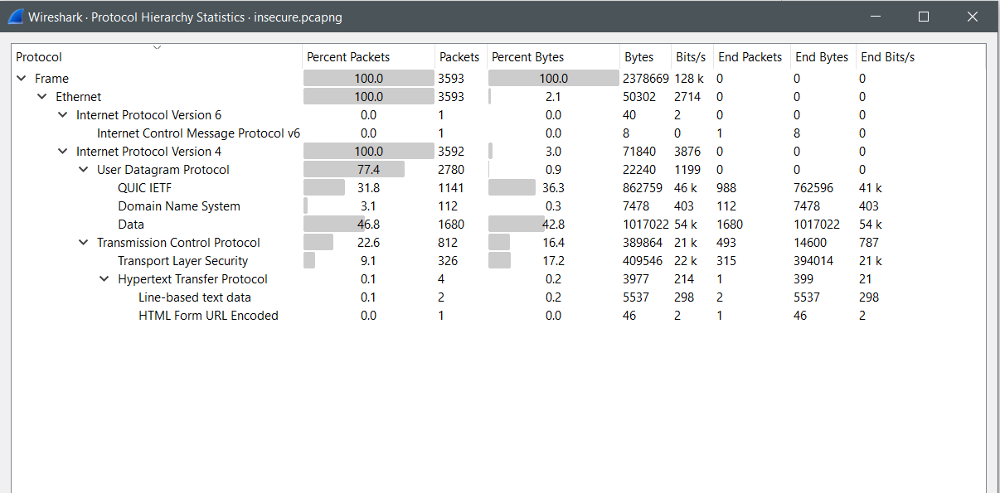 Wireshark · Protocol Hierarchy Statistics · insecure.pcapng
Protocol Percent Packets Packets Percent Bytes Bytes Bits/s End Packets End Bytes End Bits/s
Frame 100.0 3593 100.0 2378669 128 k 0 0 0
Ethernet 100.0 3593 2.1 50302 2714 0 0 0
Internet Protocol Version 6 0.0 1 0.0 40 2 0 0 0
Internet Control Message Protocol v6 0.0 1 0.0 8 0 1 8 0
Internet Protocol Version 4 100.0 3592 3.0 71840 3876 0 0 0
User Datagram Protocol 77.4 2780 0.9 22240 1199 0 0 0
QUIC IETF 31.8 1141 36.3 862759 46 k 988 762596 41 k
Domain Name System 3.1 112 0.3 7478 403 112 7478 403
Data 46.8 1680 42.8 1017022 54 k 1680 1017022 54 k
Transmission Control Protocol 22.6 812 16.4 389864 21 k 493 14600 787
Transport Layer Security 9.1 326 17.2 409546 22 k 315 394014 21 k
Hypertext Transfer Protocol 0.1 4 0.2 3977 214 1 399 21
Line-based text data 0.1 2 0.2 5537 298 2 5537 298
HTML Form URL Encoded 0.0 1 0.0 46 2 1 46 2